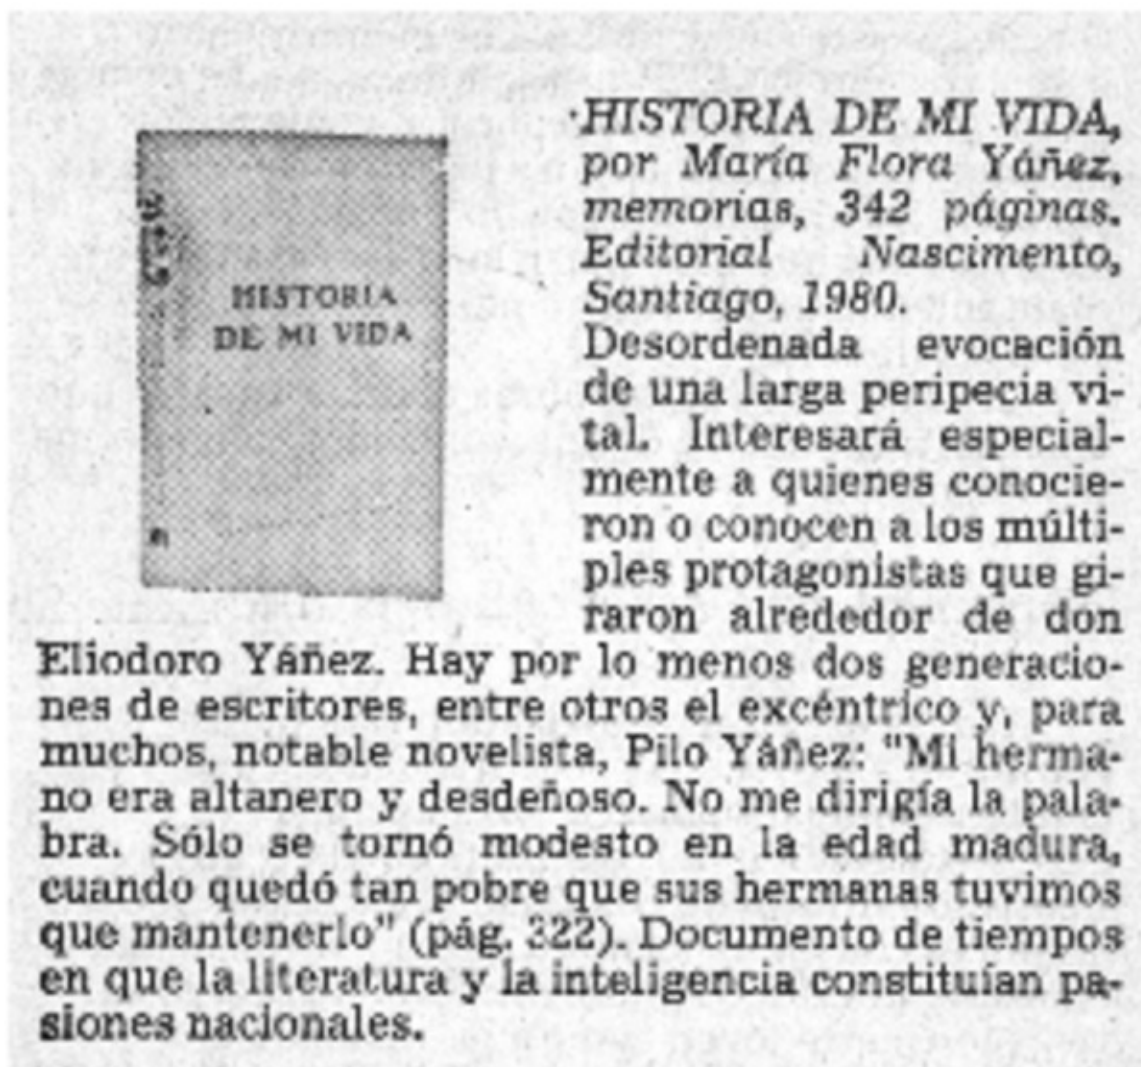 HISTORIA
DE MI VIDA
HISTORIA DE MI VIDA,
por María Flora Yáñez,
memorias, 342 páginas.
Editorial Nascimento,
Santiago, 1980.
Desordenada evocación
de una larga peripecia vi-
tal. Interesará especial-
mente a quienes conocie-
ron o conocen a los múlti-
ples protagonistas que gi-
raron alrededor de don
Eliodoro Yáñez. Hay por lo menos dos generacio-
nes de escritores, entre otros el excéntrico y, para
muchos, notable novelista, Pilo Yáñez: "Mi herma-
no era altanero y desdeñoso. No me dirigía la pala-
bra. Sólo se tornó modesto en la edad madura,
cuando quedó tan pobre que sus hermanas tuvimos
que mantenerlo" (pág. 322). Documento de tiempos
en que la literatura y la inteligencia constituían pa-
siones nacionales.